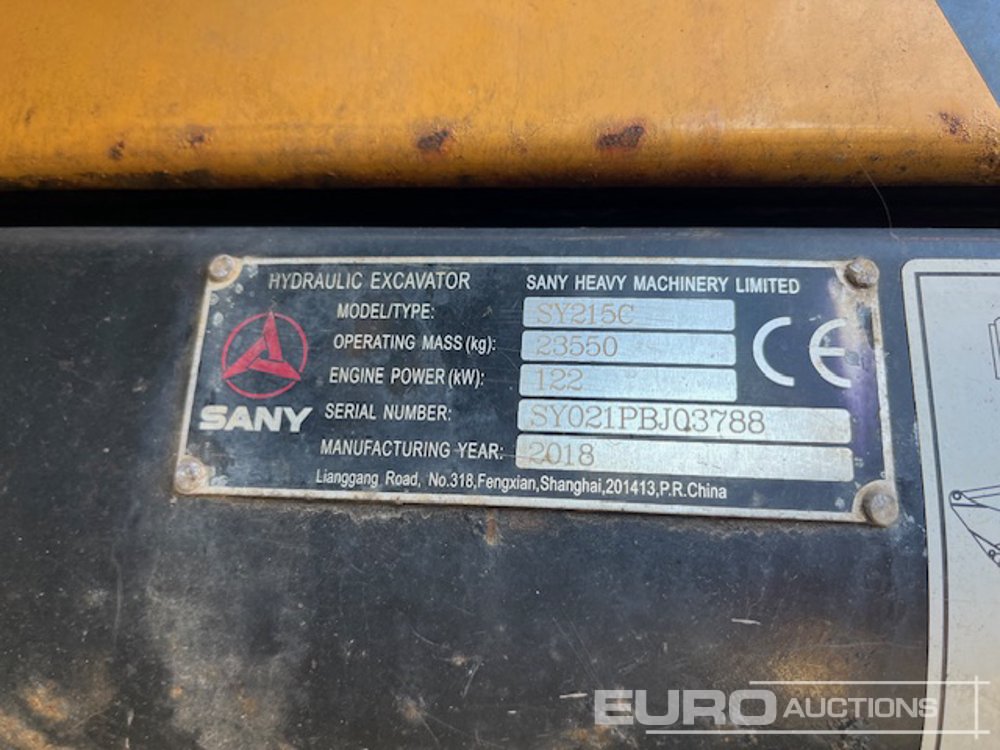 HYDRAULIC EXCAVATOR SANY HEAVY MACHINERY LIMITED
MODEL/TYPE: SY215C
OPERATING MASS (kg): 23550
ENGINE POWER (kW): 122
SERIAL NUMBER: SY021PBJ03788
MANUFACTURING YEAR: 2018
Lianggang Road, No.318,Fengxian,Shanghai,201413,P.R.China
SANY
CE
EURO AUCTIONS